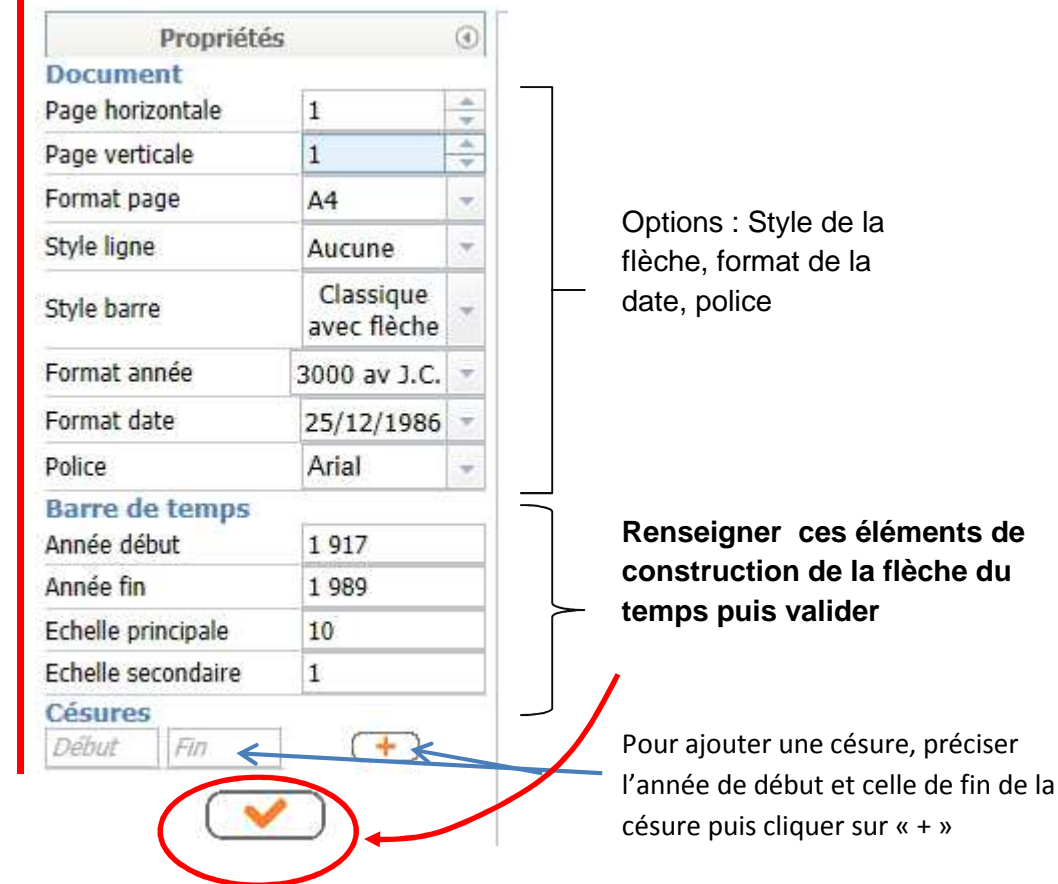 Propriétés
Document
Page horizontale 1
Page verticale 1
Format page A4
Style ligne Aucune
Style barre Classique
avec flèche
Format année 3000 av J.C.
Format date 25/12/1986
Police Arial
Barre de temps
Année début 1 917
Année fin 1 989
Echelle principale 10
Echelle secondaire 1
Césures
Début Fin +
Options : Style de la
flèche, format de la
date, police
Renseigner ces éléments de
construction de la flèche du
temps puis valider
Pour ajouter une césure, préciser
l'année de début et celle de fin de la
césure puis cliquer sur « + »